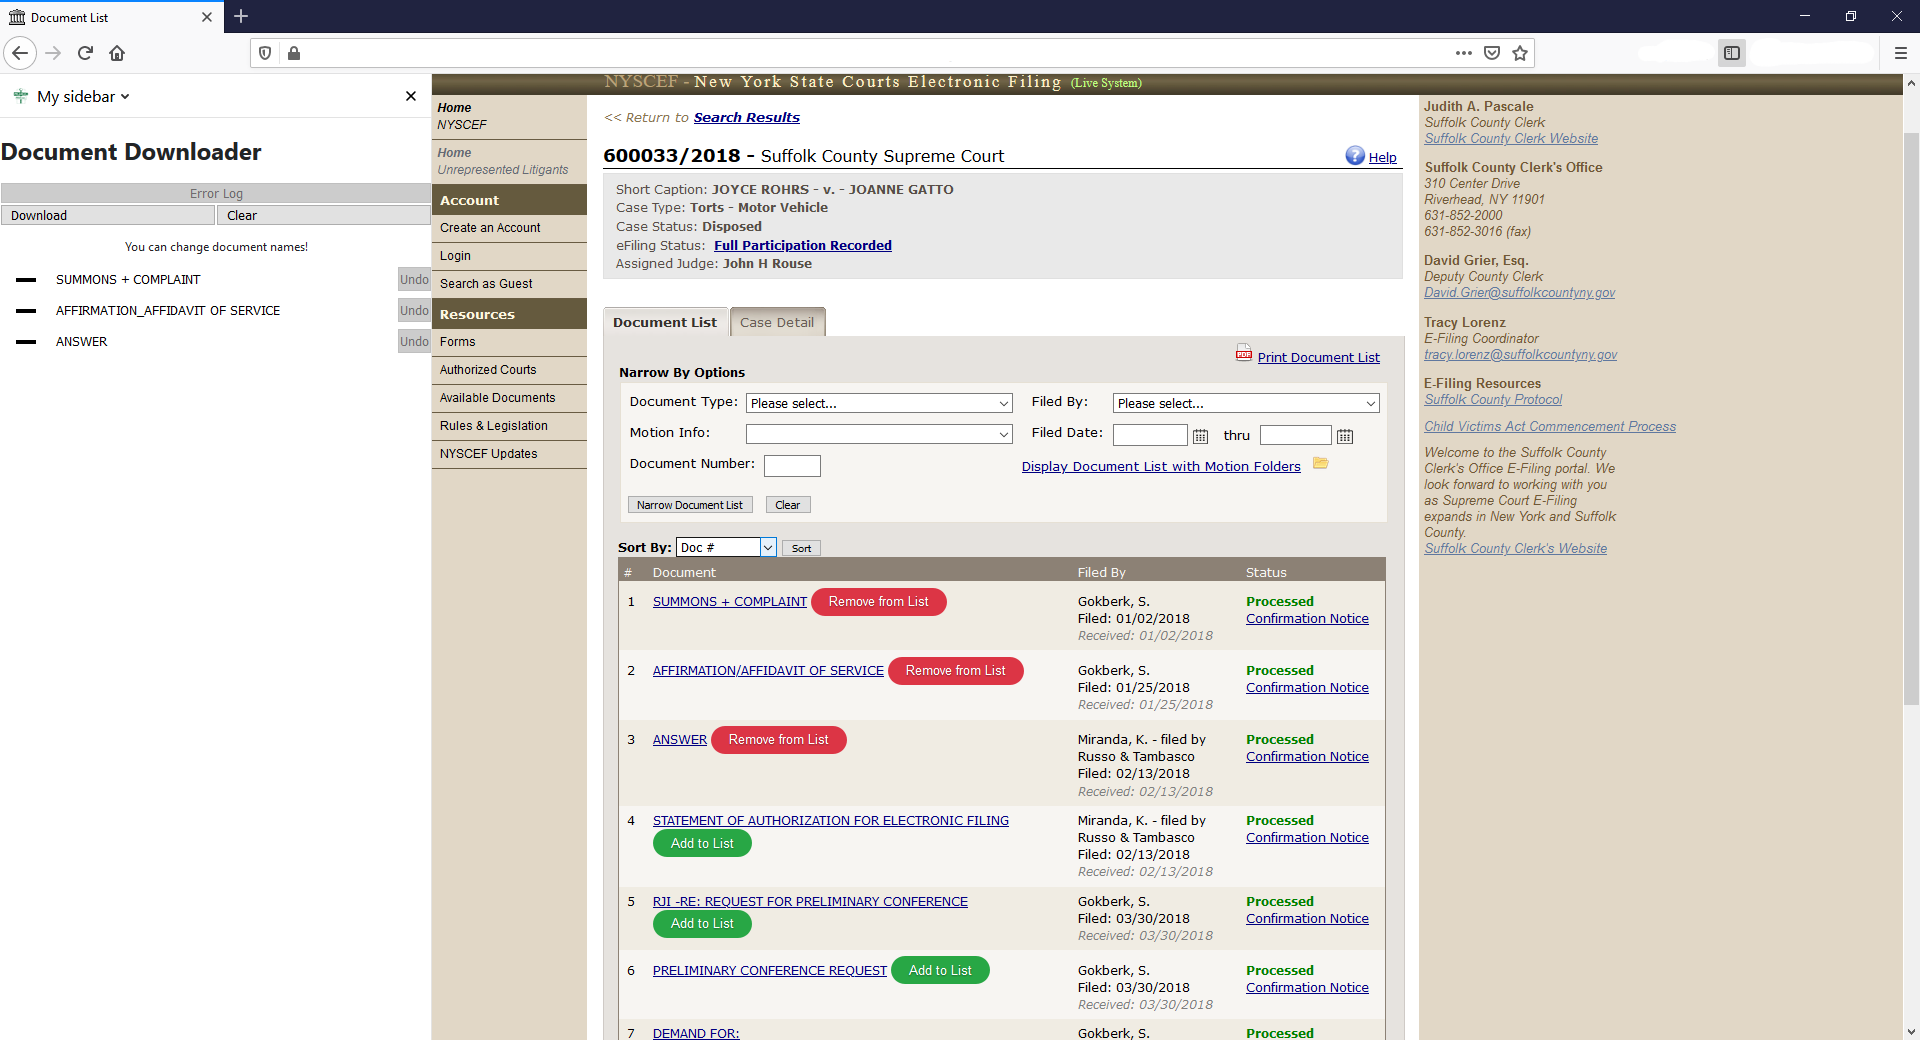 Document List
My sidebar
Document Downloader
Error Log
Download
Clear
You can change document names!
SUMMONS + COMPLAINT
Undo
AFFIRMATION_AFFIDAVIT OF SERVICE
Undo
ANSWER
Undo
NYSCEF - New York State Courts Electronic Filing (Live System)
Home
NYSCEF
Home
Unrepresented Litigants
Account
Create an Account
Login
Search as Guest
Resources
Forms
Authorized Courts
Available Documents
Rules & Legislation
NYSCEF Updates
<< Return to Search Results
600033/2018 - Suffolk County Supreme Court
Help
Short Caption: JOYCE ROHRS - v. - JOANNE GATTO
Case Type: Torts - Motor Vehicle
Case Status: Disposed
eFiling Status: Full Participation Recorded
Assigned Judge: John H Rouse
Document List
Case Detail
Print Document List
Narrow By Options
Document Type: Please select...
Filed By: Please select...
Motion Info:
Filed Date: thru
Document Number:
Display Document List with Motion Folders
Narrow Document List
Clear
Sort By: Doc #
Sort
# Document Filed By Status
1 SUMMONS + COMPLAINT Remove from List
Gokberk, S.
Filed: 01/02/2018
Received: 01/02/2018
Processed
Confirmation Notice
2 AFFIRMATION/AFFIDAVIT OF SERVICE Remove from List
Gokberk, S.
Filed: 01/25/2018
Received: 01/25/2018
Processed
Confirmation Notice
3 ANSWER Remove from List
Miranda, K. - filed by
Russo & Tambasco
Filed: 02/13/2018
Received: 02/13/2018
Processed
Confirmation Notice
4 STATEMENT OF AUTHORIZATION FOR ELECTRONIC FILING
Add to List
Miranda, K. - filed by
Russo & Tambasco
Filed: 02/13/2018
Received: 02/13/2018
Processed
Confirmation Notice
5 RJI -RE: REQUEST FOR PRELIMINARY CONFERENCE
Add to List
Gokberk, S.
Filed: 03/30/2018
Received: 03/30/2018
Processed
Confirmation Notice
6 PRELIMINARY CONFERENCE REQUEST Add to List
Gokberk, S.
Filed: 03/30/2018
Received: 03/30/2018
Processed
Confirmation Notice
7 DEMAND FOR:
Gokberk, S.
Processed
Judith A. Pascale
Suffolk County Clerk
Suffolk County Clerk Website
Suffolk County Clerk's Office
310 Center Drive
Riverhead, NY 11901
631-852-2000
631-852-3016 (fax)
David Grier, Esq.
Deputy County Clerk
David.Grier@suffolkcountyny.gov
Tracy Lorenz
E-Filing Coordinator
tracy.lorenz@suffolkcountyny.gov
E-Filing Resources
Suffolk County Protocol
Child Victims Act Commencement Process
Welcome to the Suffolk County
Clerk's Office E-Filing portal. We
look forward to working with you
as Supreme Court E-Filing
expands in New York and Suffolk
County.
Suffolk County Clerk's Website